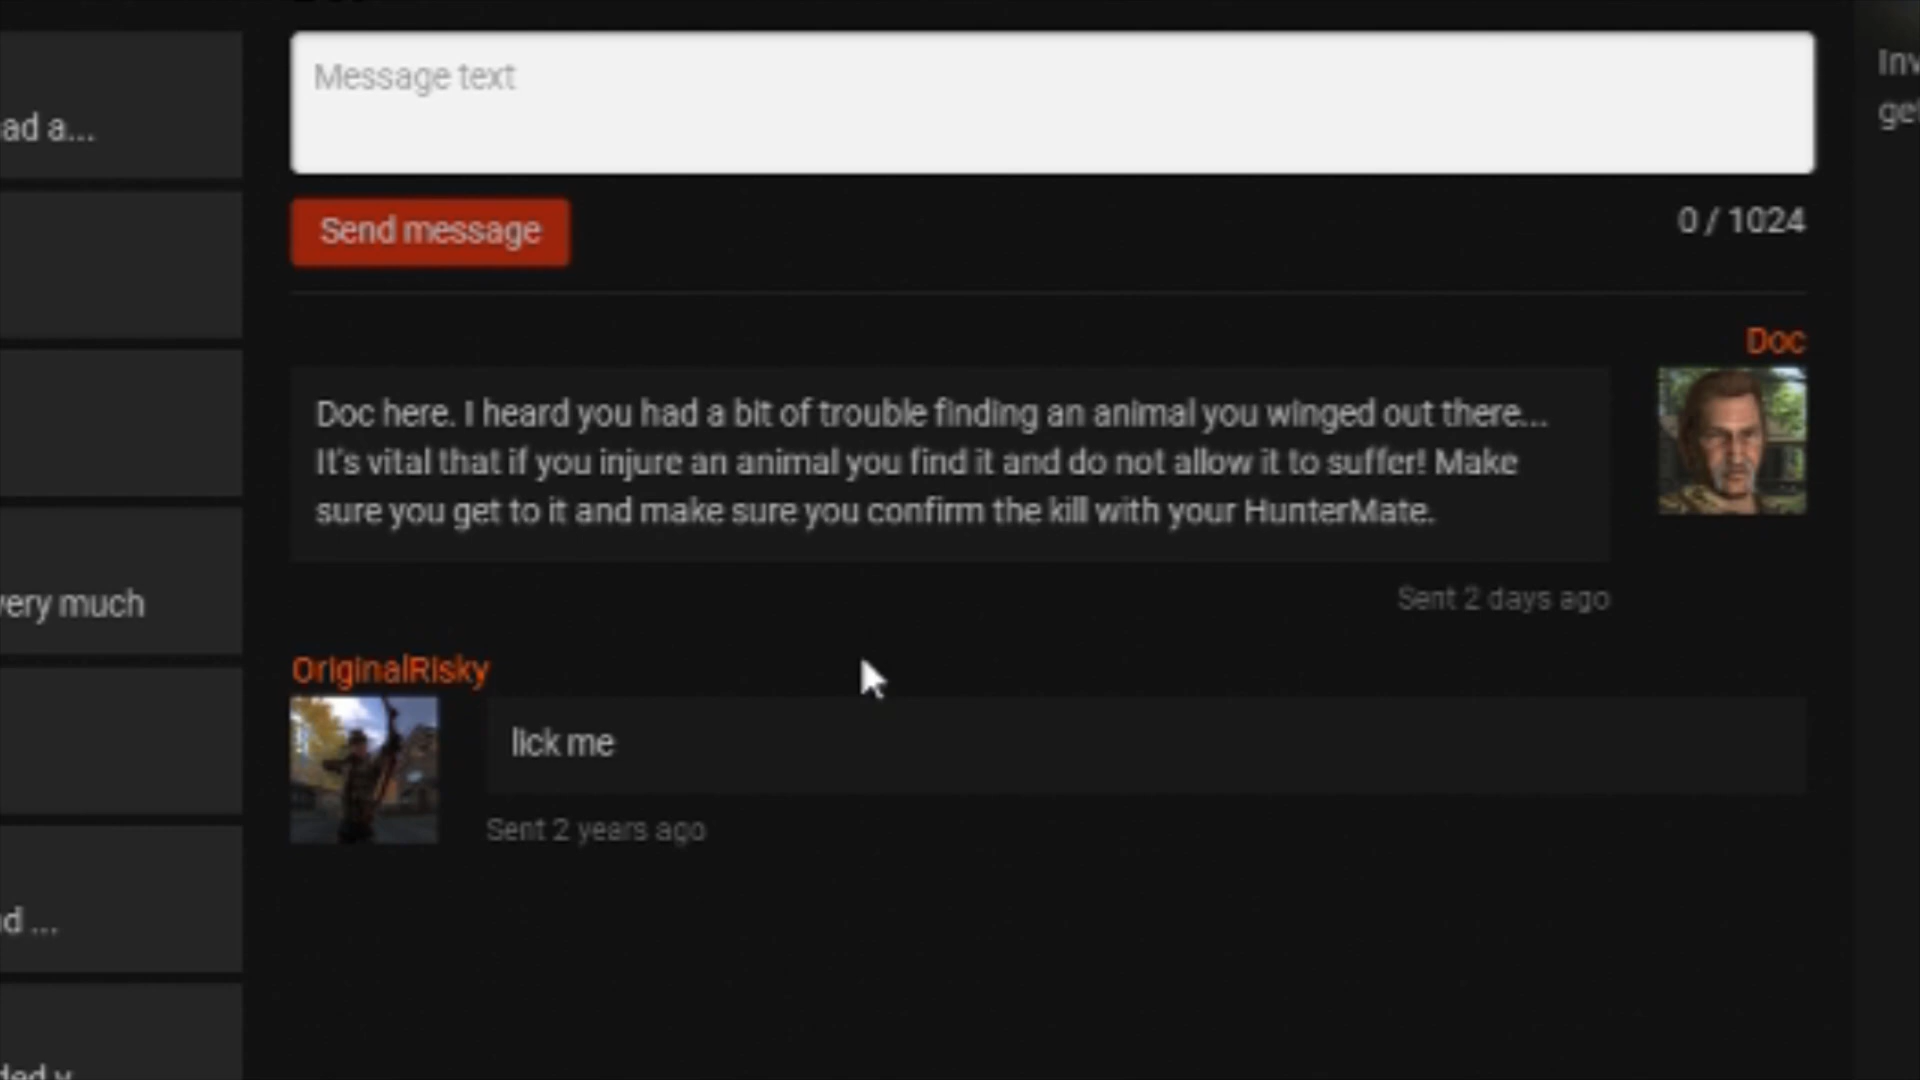 Message text
ad a...
Send message
0 / 1024
Doc
Doc here. I heard you had a bit of trouble finding an animal you winged out there...
It's vital that if you injure an animal you find it and do not allow it to suffer! Make
sure you get to it and make sure you confirm the kill with your HunterMate.
Sent 2 days ago
very much
OriginalRisky
lick me
Sent 2 years ago
d ...